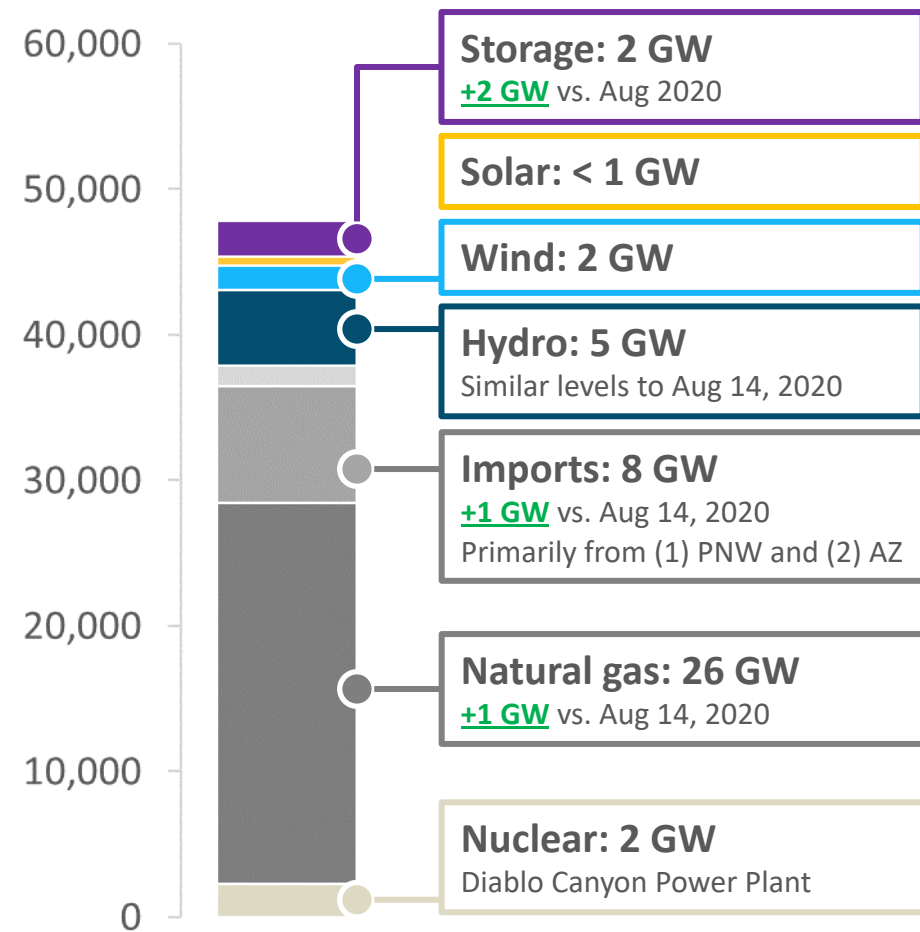 60,000
50,000
40,000
30,000
20,000
10,000
0
Storage: 2 GW
+2 GW vs. Aug 2020
Solar: < 1 GW
Wind: 2 GW
Hydro: 5 GW
Similar levels to Aug 14, 2020
Imports: 8 GW
+1 GW vs. Aug 14, 2020
Primarily from (1) PNW and (2) AZ
Natural gas: 26 GW
+1 GW vs. Aug 14, 2020
Nuclear: 2 GW
Diablo Canyon Power Plant